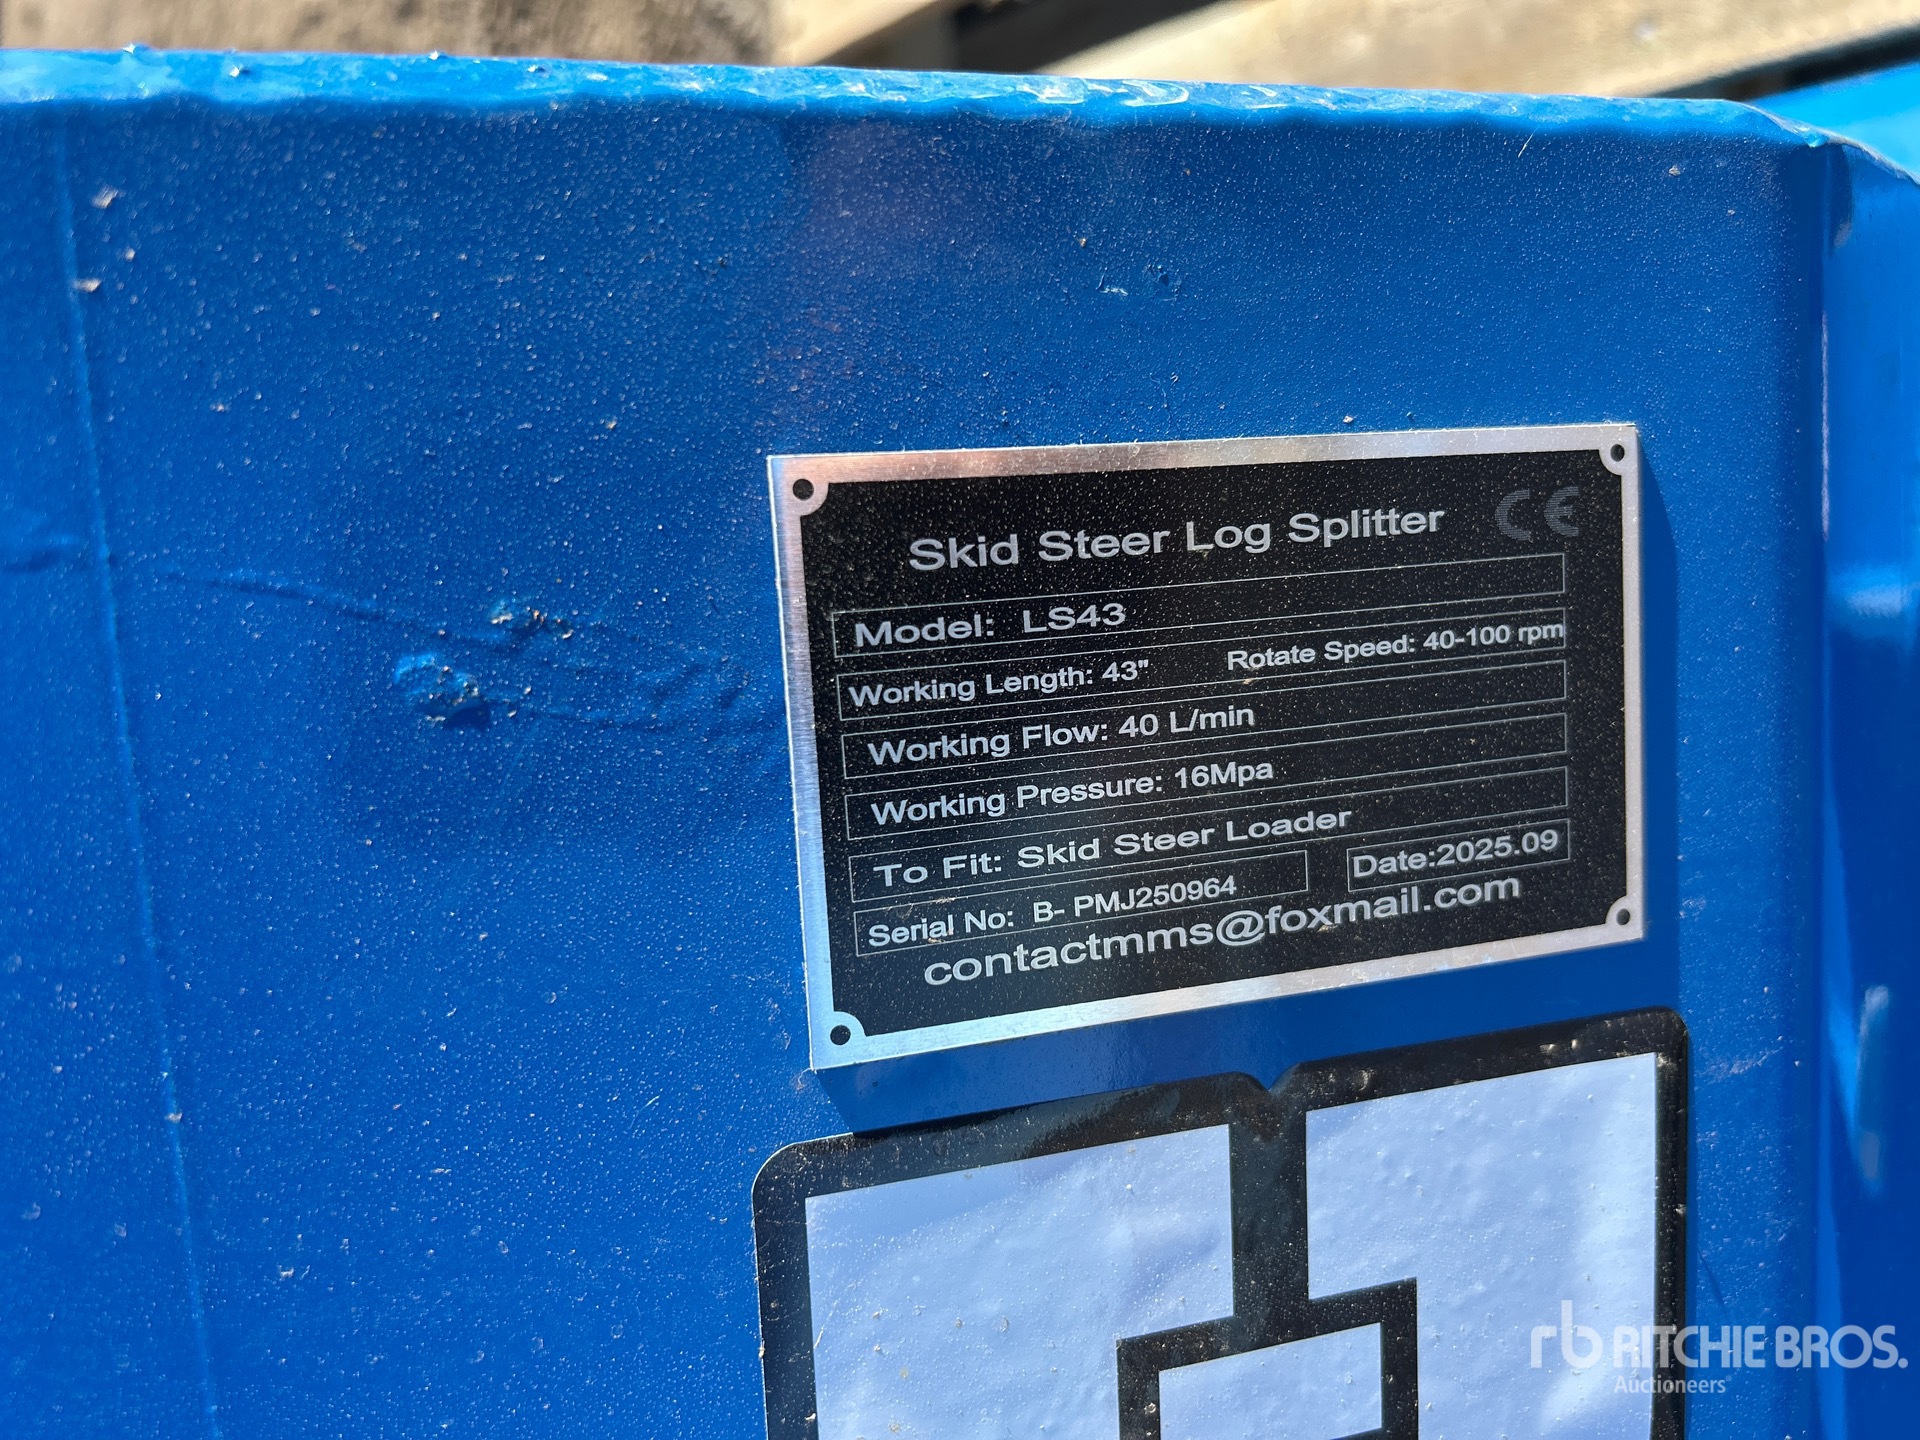 Skid Steer Log Splitter CE
Model: LS43
Working Length: 43" Rotate Speed: 40-100 rpm
Working Flow: 40 L/min
Working Pressure: 16Mpa
To Fit: Skid Steer Loader
Serial No: B- PMJ250964 Date:2025.09
contactmms@foxmail.com
rb RITCHIE BROS.
Auctioneers